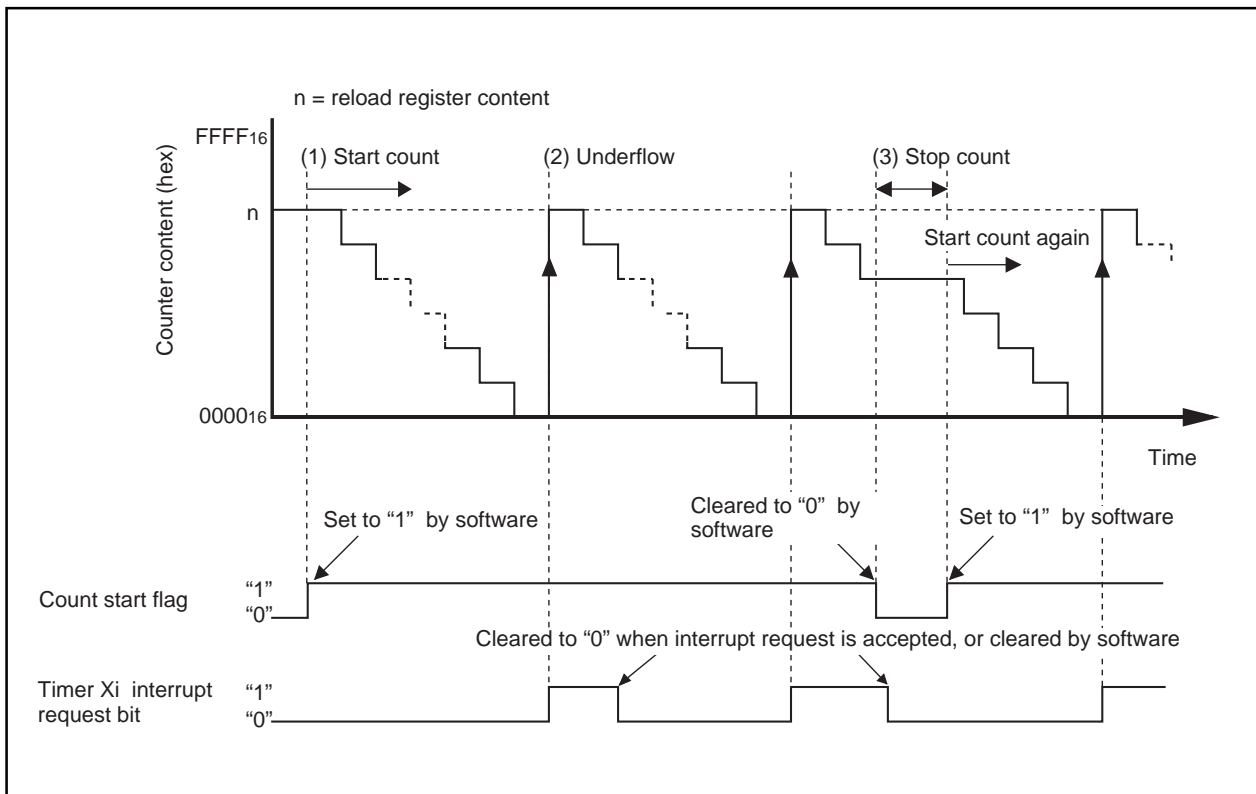 n = reload register content
FFFF16
(1) Start count
(2) Underflow
(3) Stop count
n
Start count again
Counter content (hex)
000016
Time
Set to “1” by software
Cleared to “0” by
software
Set to “1” by software
Count start flag
“1”
“0”
Cleared to “0” when interrupt request is accepted, or cleared by software
Timer Xi interrupt
request bit
“1”
“0”